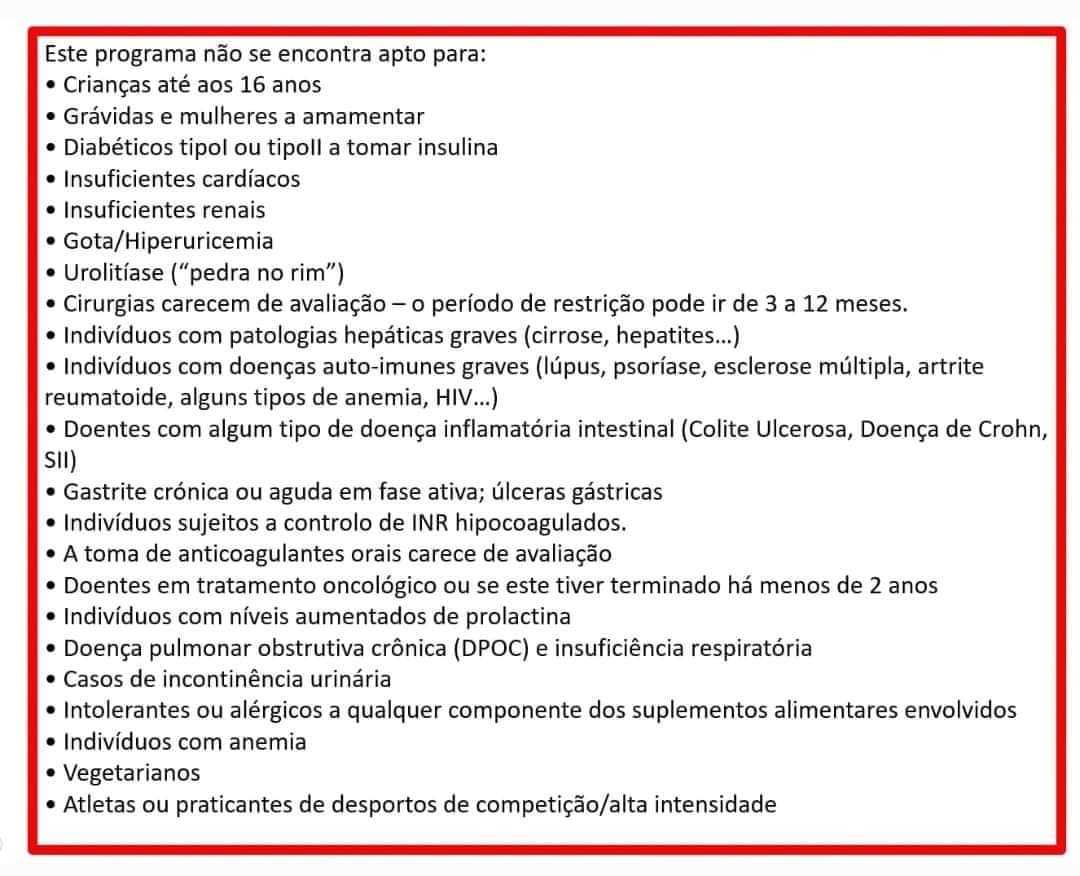 Este programa não se encontra apto para:
• Crianças até aos 16 anos
• Grávidas e mulheres a amamentar
• Diabéticos tipoI ou tipoII a tomar insulina
• Insuficientes cardíacos
• Insuficientes renais
• Gota/Hiperuricemia
• Urolitíase (“pedra no rim”)
• Cirurgias carecem de avaliação – o período de restrição pode ir de 3 a 12 meses.
• Indivíduos com patologias hepáticas graves (cirrose, hepatites...)
• Indivíduos com doenças auto-imunes graves (lúpus, psoríase, esclerose múltipla, artrite
reumatoide, alguns tipos de anemia, HIV...)
• Doentes com algum tipo de doença inflamatória intestinal (Colite Ulcerosa, Doença de Crohn,
SII)
• Gastrite crónica ou aguda em fase ativa; úlceras gástricas
• Indivíduos sujeitos a controlo de INR hipocoagulados.
• A toma de anticoagulantes orais carece de avaliação
• Doentes em tratamento oncológico ou se este tiver terminado há menos de 2 anos
• Indivíduos com níveis aumentados de prolactina
• Doença pulmonar obstrutiva crônica (DPOC) e insuficiência respiratória
• Casos de incontinência urinária
• Intolerantes ou alérgicos a qualquer componente dos suplementos alimentares envolvidos
• Indivíduos com anemia
• Vegetarianos
• Atletas ou praticantes de desportos de competição/alta intensidade